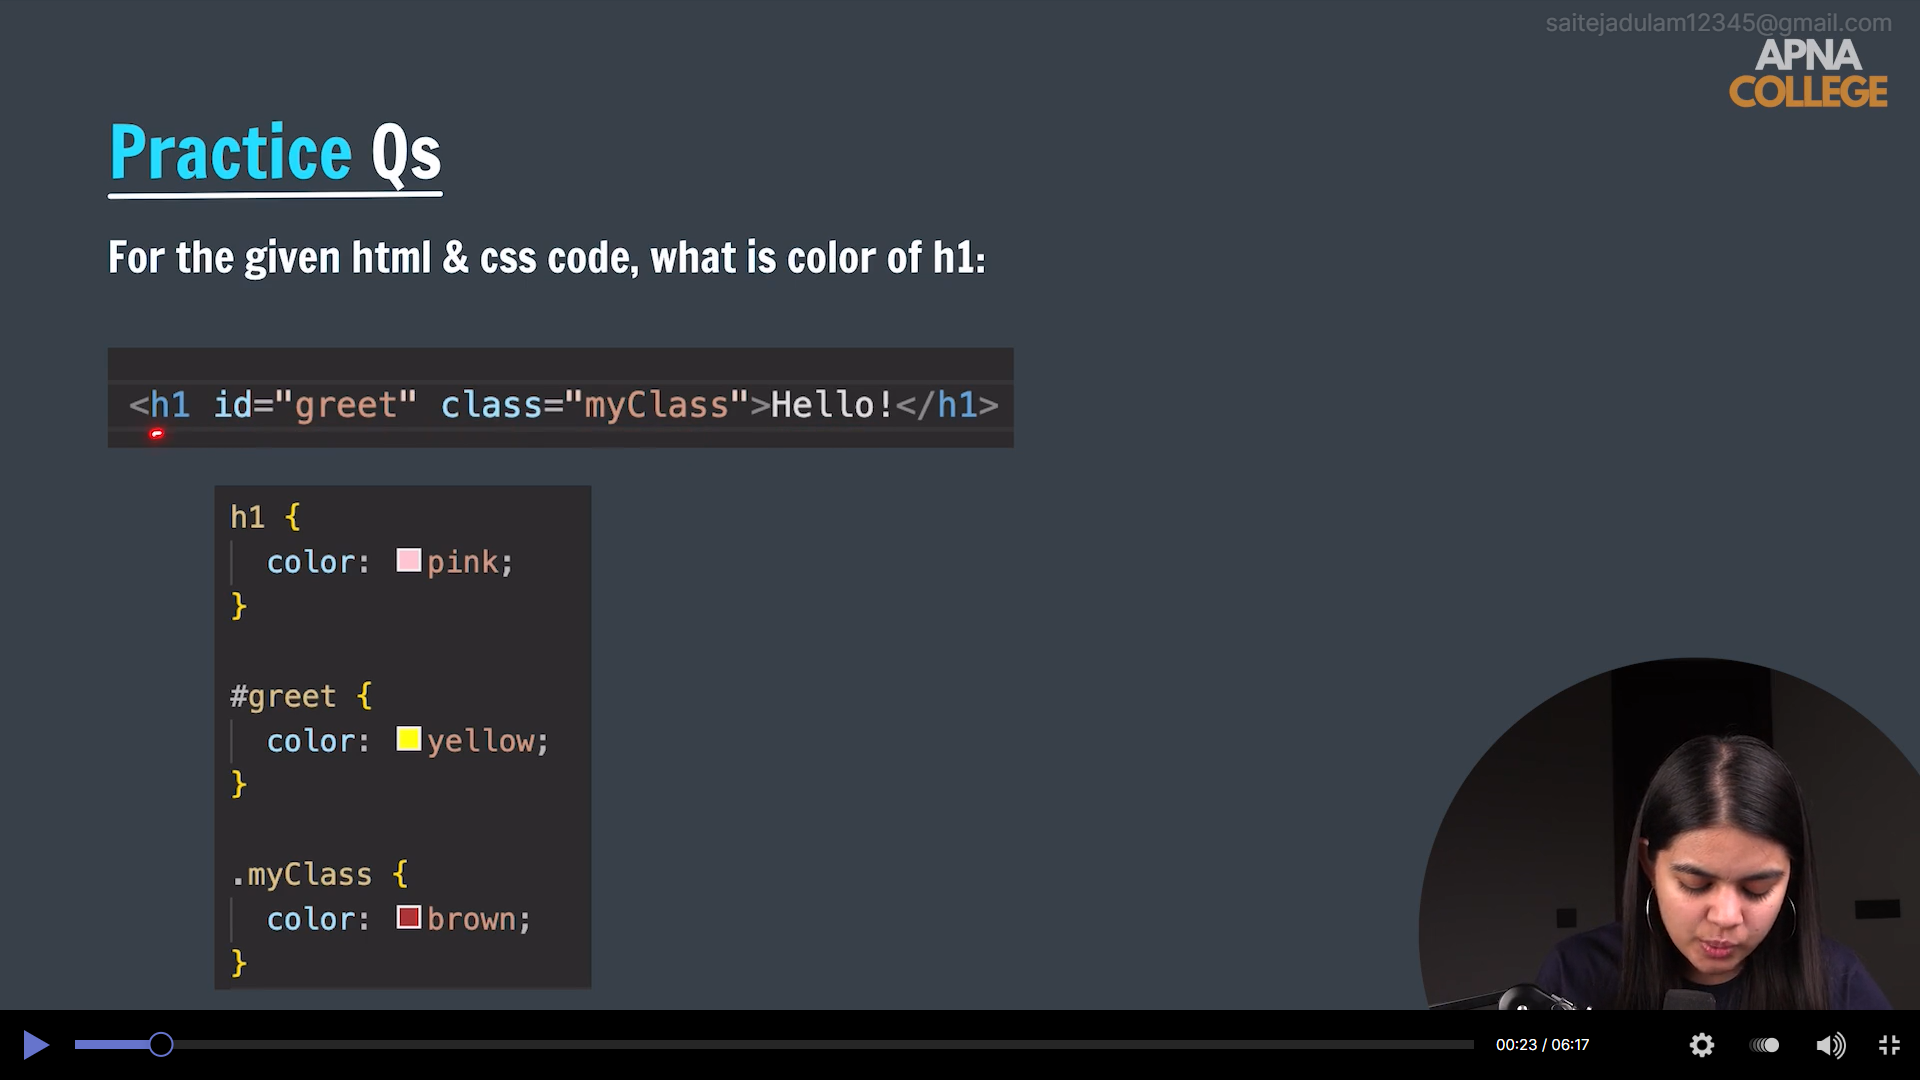 saitejadulam12345@gmail.com
APNA
COLLEGE
Practice Qs
For the given html & css code, what is color of h1:
<h1 id="greet" class="myClass">Hello!</h1>
h1 {
color: pink;
}
#greet {
color: yellow;
}
.myClass {
color: brown;
}
00:23 / 06:17